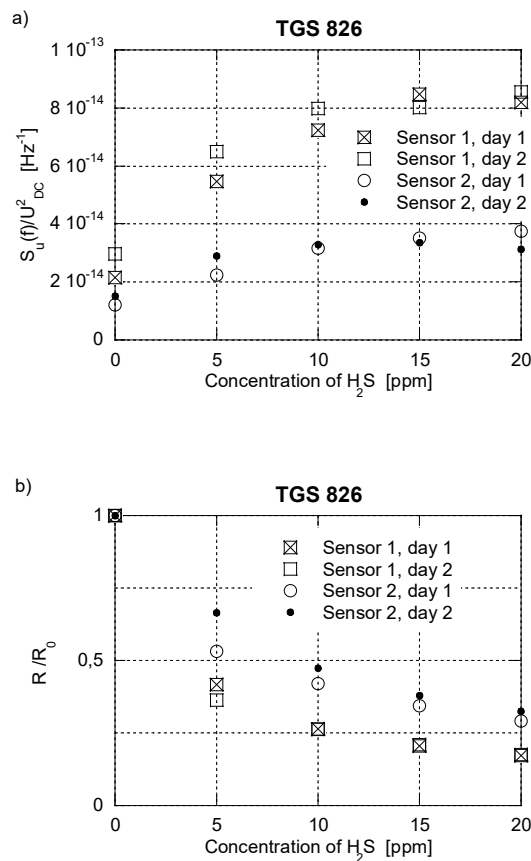 a)
TGS 826
1 10⁻¹³
8 10⁻¹⁴
6 10⁻¹⁴
4 10⁻¹⁴
2 10⁻¹⁴
0
S_u(f)/U²_DC [Hz⁻¹]
Sensor 1, day 1
Sensor 1, day 2
Sensor 2, day 1
Sensor 2, day 2
0 5 10 15 20
Concentration of H₂S [ppm]
b)
TGS 826
1
0,5
0
R /R₀
Sensor 1, day 1
Sensor 1, day 2
Sensor 2, day 1
Sensor 2, day 2
0 5 10 15 20
Concentration of H₂S [ppm]